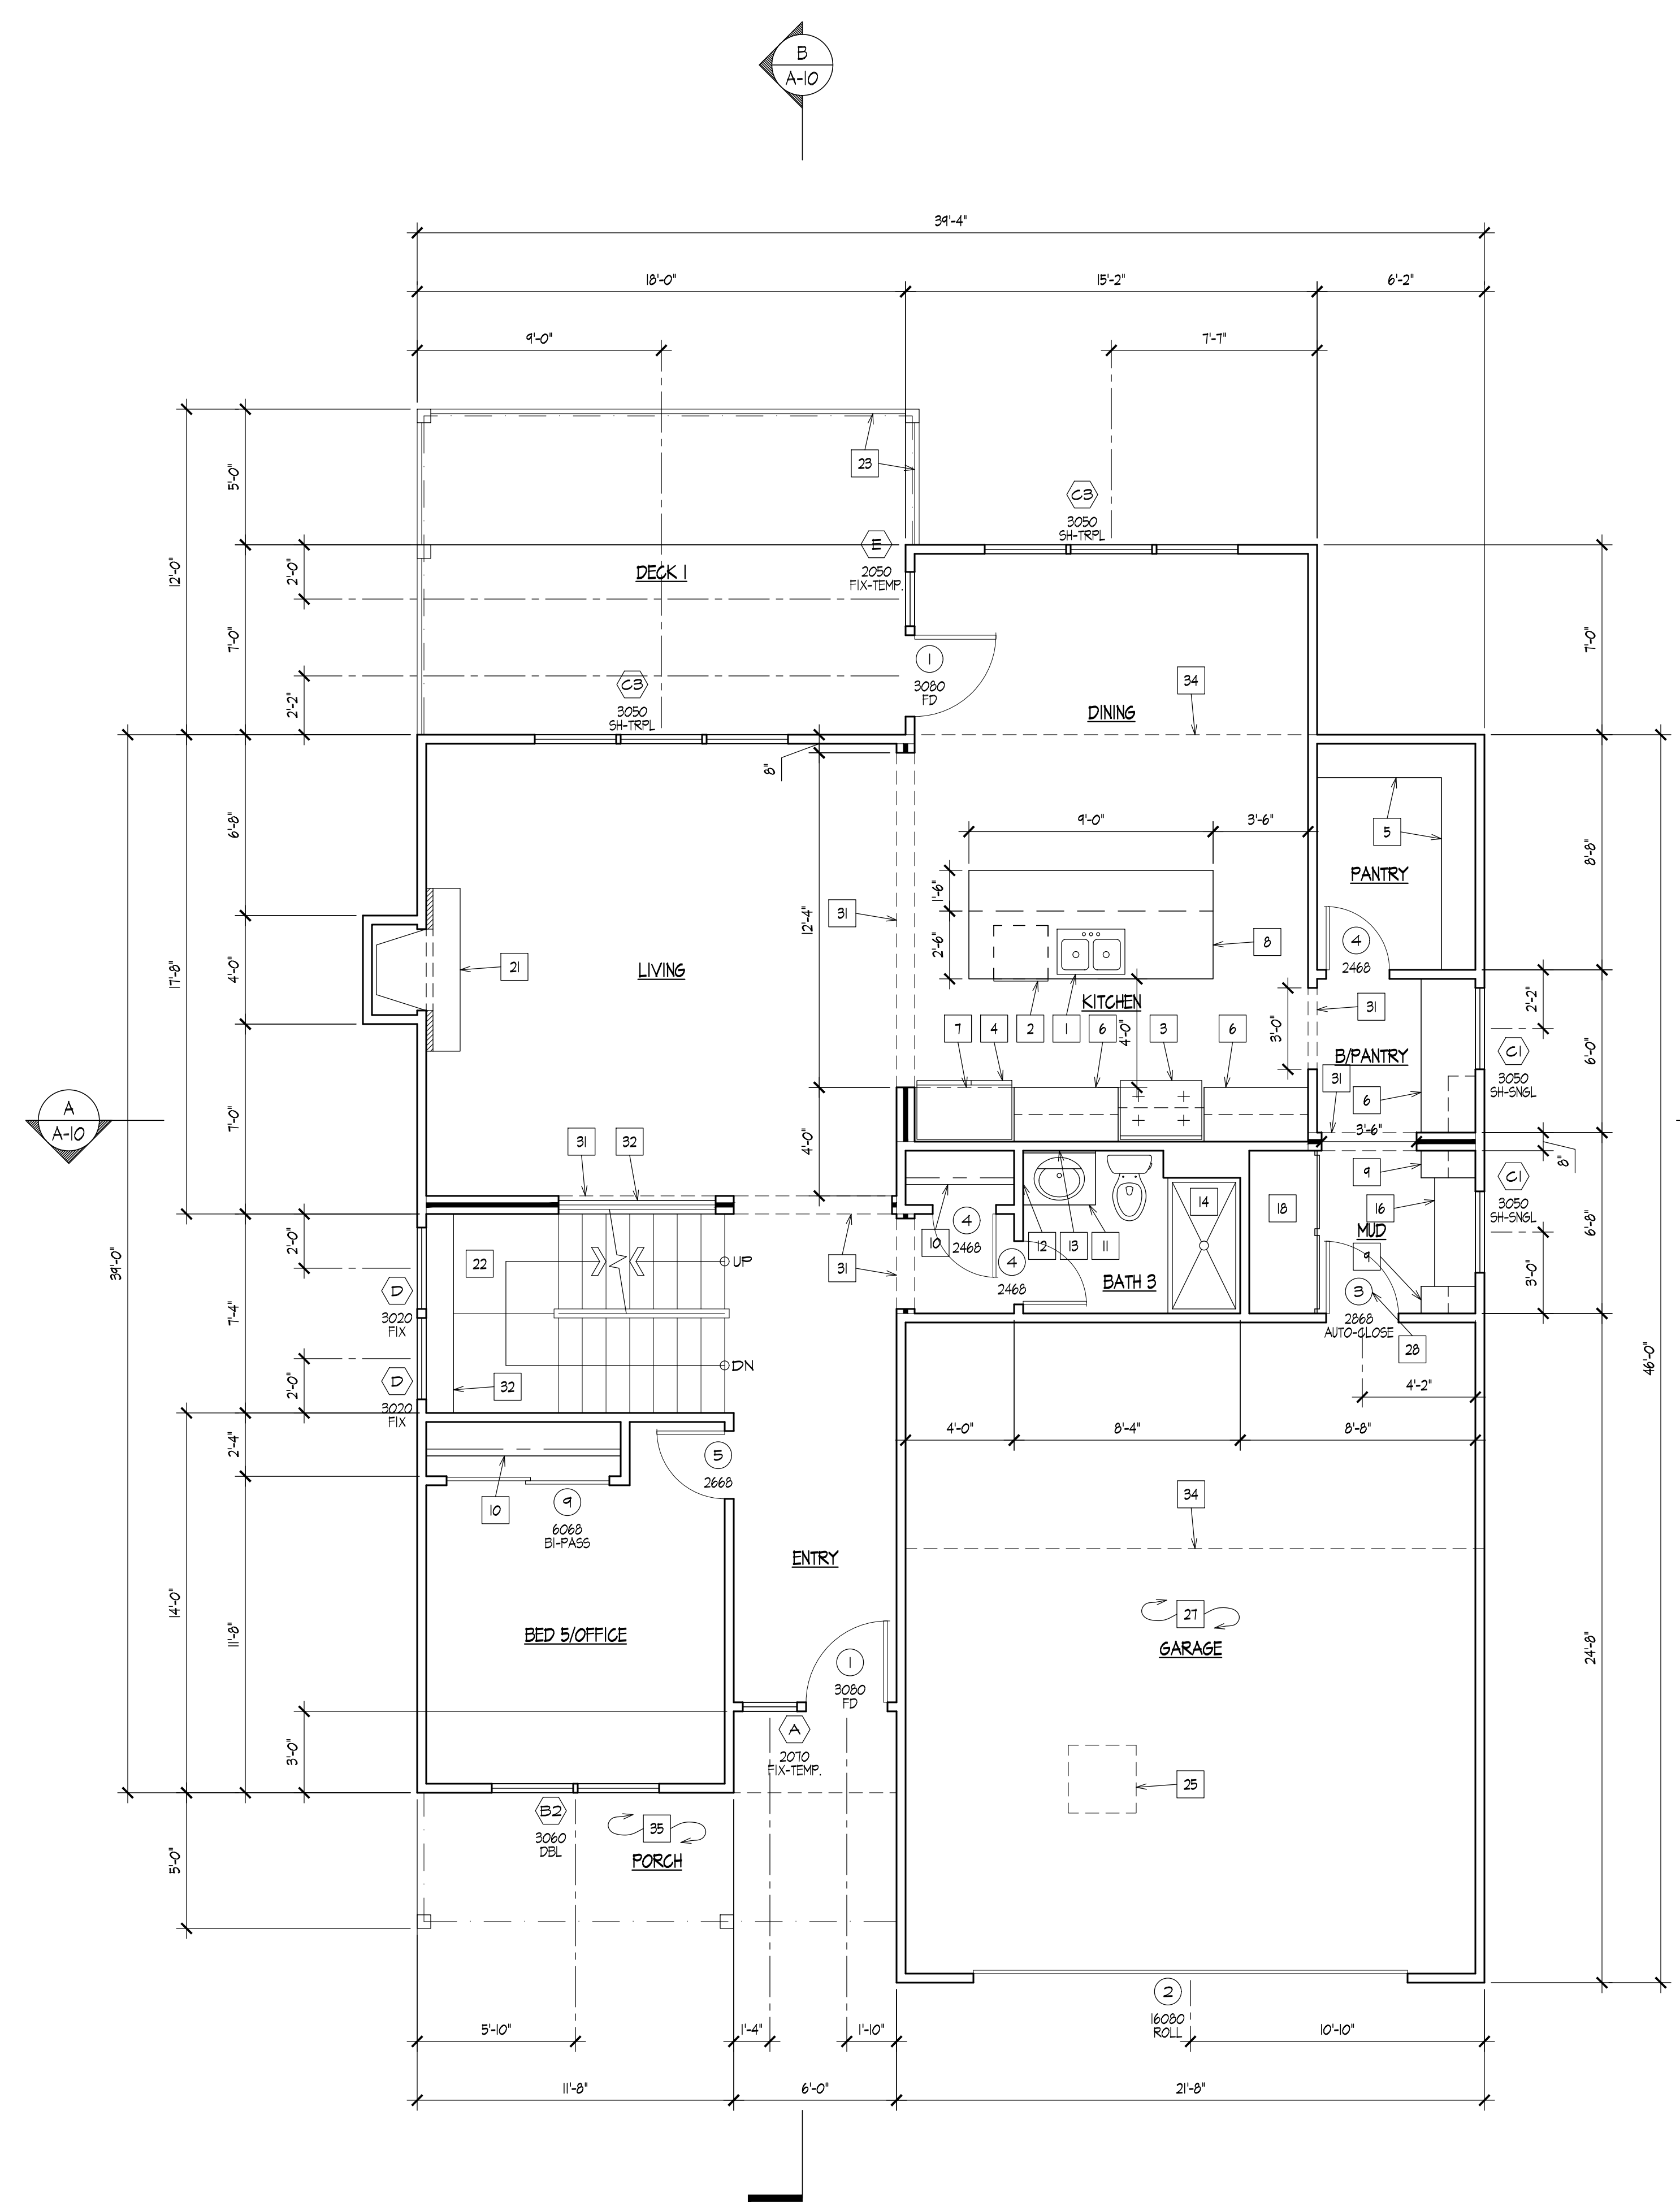 B
A-10
39'-4"
18'-0"
15'-2"
6'-2"
9'-0"
7'-7"
23
C3
3050
SH-TRPL
5'-0"
12'-0"
E
2050
FIX-TEMP.
DECK 1
2'-0"
7'-0"
7'-0"
1
3080
FD
C3
3050
SH-TRPL
34
2'-2"
DINING
8"
6'-8"
9'-0"
3'-6"
5
8'-8"
PANTRY
1'-6"
12'-4"
31
2'-6"
8
4
2468
17'-8"
4'-0"
21
LIVING
KITCHEN
31
2'-2"
7
4
2
1
6
4'-0"
3
6
3'-0"
B/PANTRY
C1
3050
SH-SNGL
6'-0"
31
6
A
A-10
7'-0"
31
32
4'-0"
3'-6"
8"
9
C1
3050
SH-SNGL
14
18
16
MUD
6'-8"
10
4
2468
12
13
11
9
39'-0"
2'-0"
22
UP
31
4
2468
BATH 3
3'-0"
D
3020
FIX
7'-4"
3
2868
AUTO-CLOSE
28
46'-0"
DN
D
3020
FIX
2'-0"
32
4'-2"
4'-0"
8'-4"
8'-8"
2'-4"
5
2668
10
9
6068
BI-PASS
34
ENTRY
14'-0"
11'-8"
BED 5/OFFICE
27
GARAGE
24'-8"
1
3080
FD
3'-0"
A
2070
FIX-TEMP.
25
B2
3060
DBL
35
PORCH
5'-0"
2
16080
ROLL
5'-10"
1'-4"
1'-10"
10'-10"
11'-8"
6'-0"
21'-8"